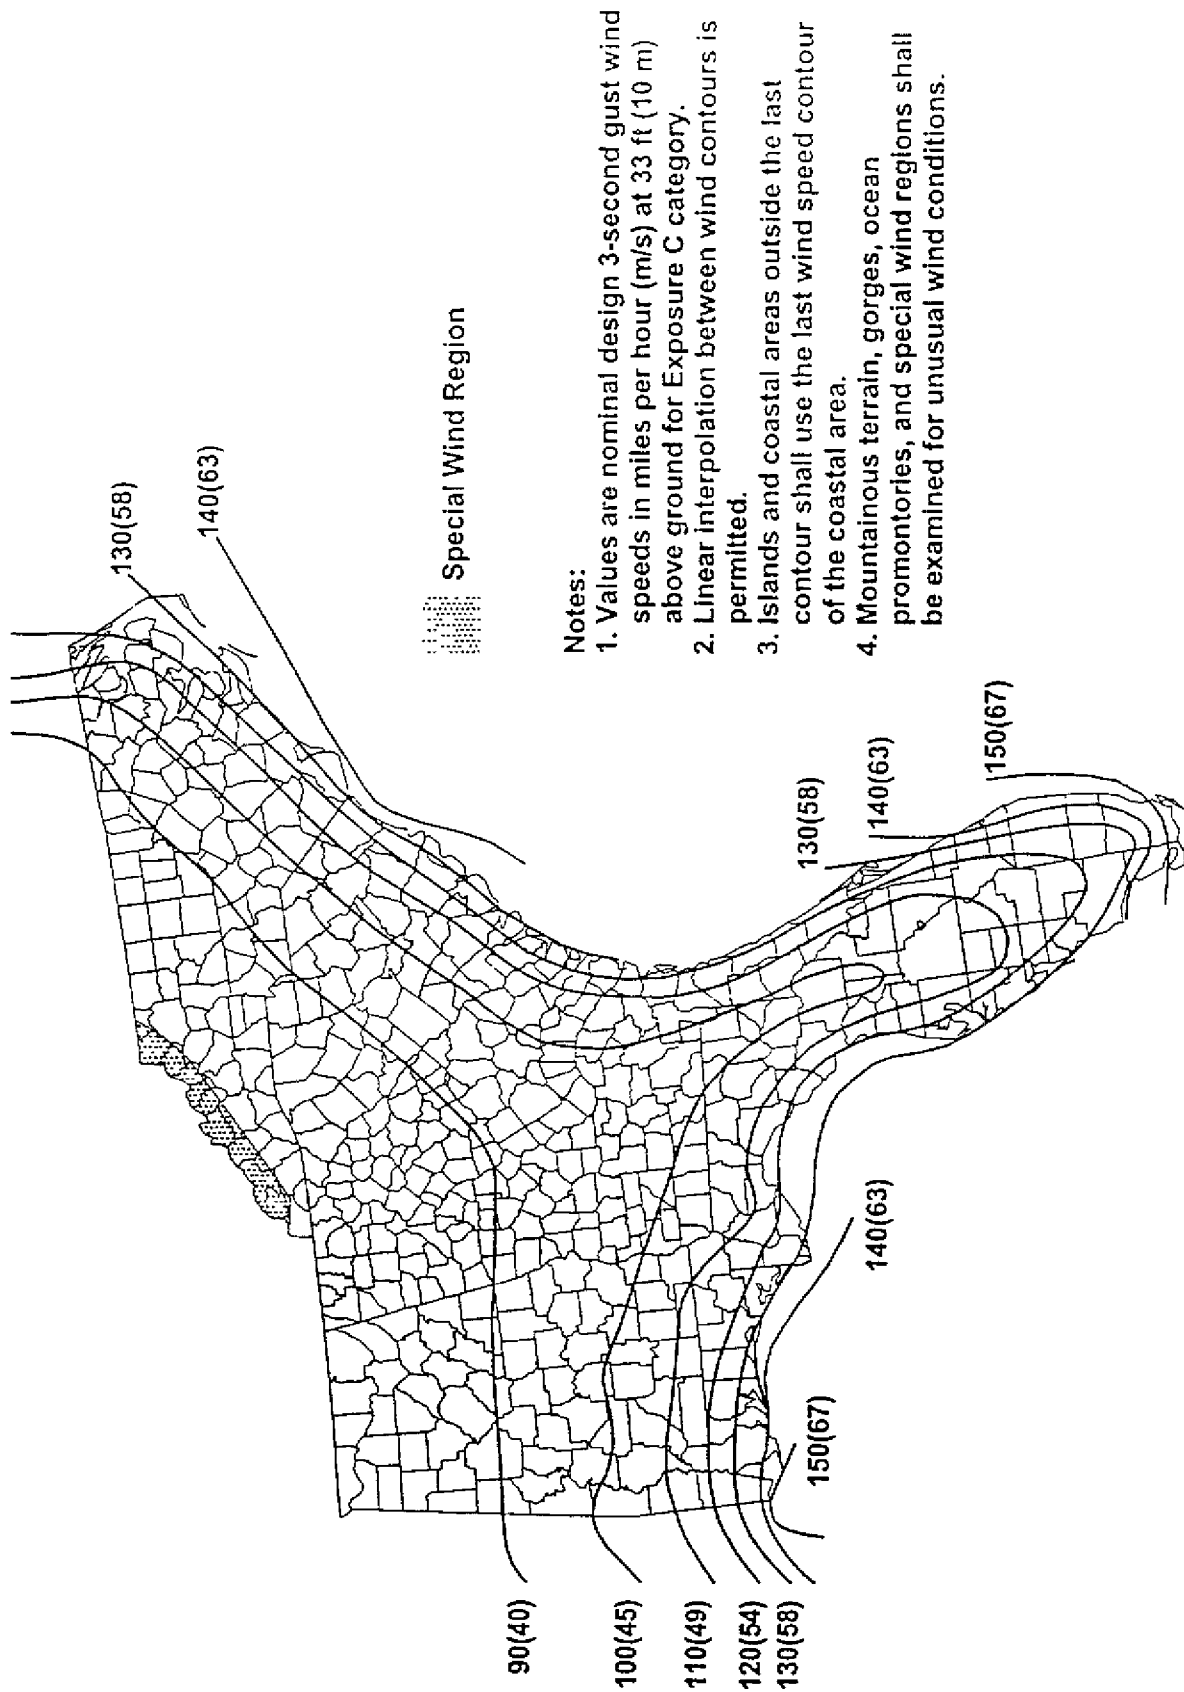 130(58)
140(63)
Special Wind Region
Notes:
1. Values are nominal design 3-second gust wind
speeds in miles per hour (m/s) at 33 ft (10 m)
above ground for Exposure C category.
2. Linear interpolation between wind contours is
permitted.
3. Islands and coastal areas outside the last
contour shall use the last wind speed contour
of the coastal area.
4. Mountainous terrain, gorges, ocean
promontories, and special wind regions shall
be examined for unusual wind conditions.
90(40)
100(45)
110(49)
120(54)
130(58)
150(67)
140(63)
130(58)
140(63)
150(67)